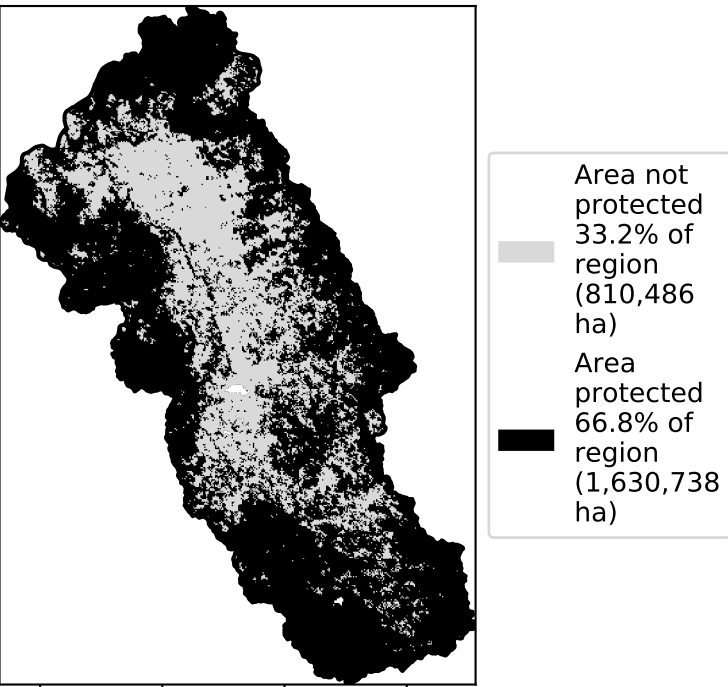 Area not
protected
33.2% of
region
(810,486
ha)
Area
protected
66.8% of
region
(1,630,738
ha)